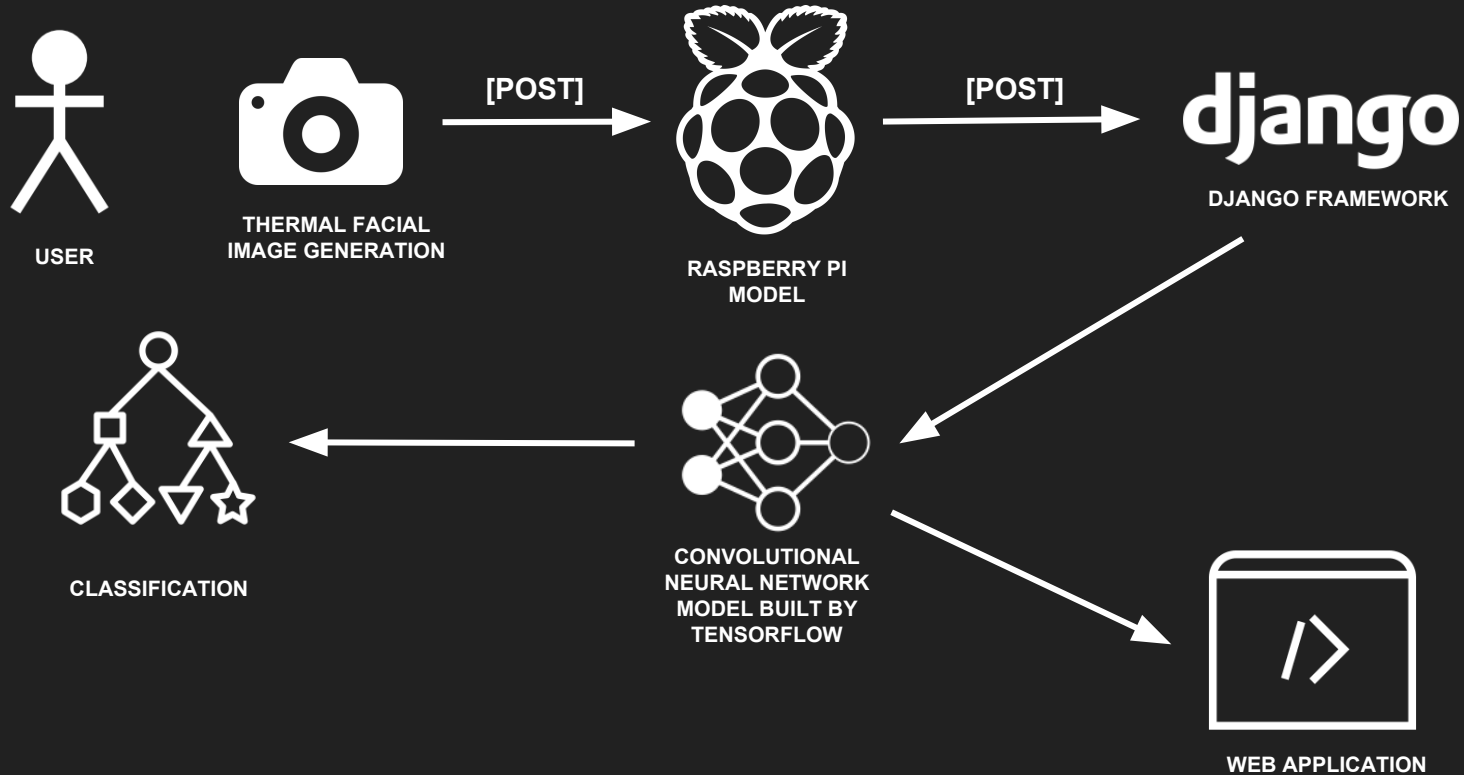 [POST]
[POST]
django
DJANGO FRAMEWORK
THERMAL FACIAL
IMAGE GENERATION
USER
RASPBERRY PI
MODEL
CLASSIFICATION
CONVOLUTIONAL
NEURAL NETWORK
MODEL BUILT BY
TENSORFLOW
/>
WEB APPLICATION